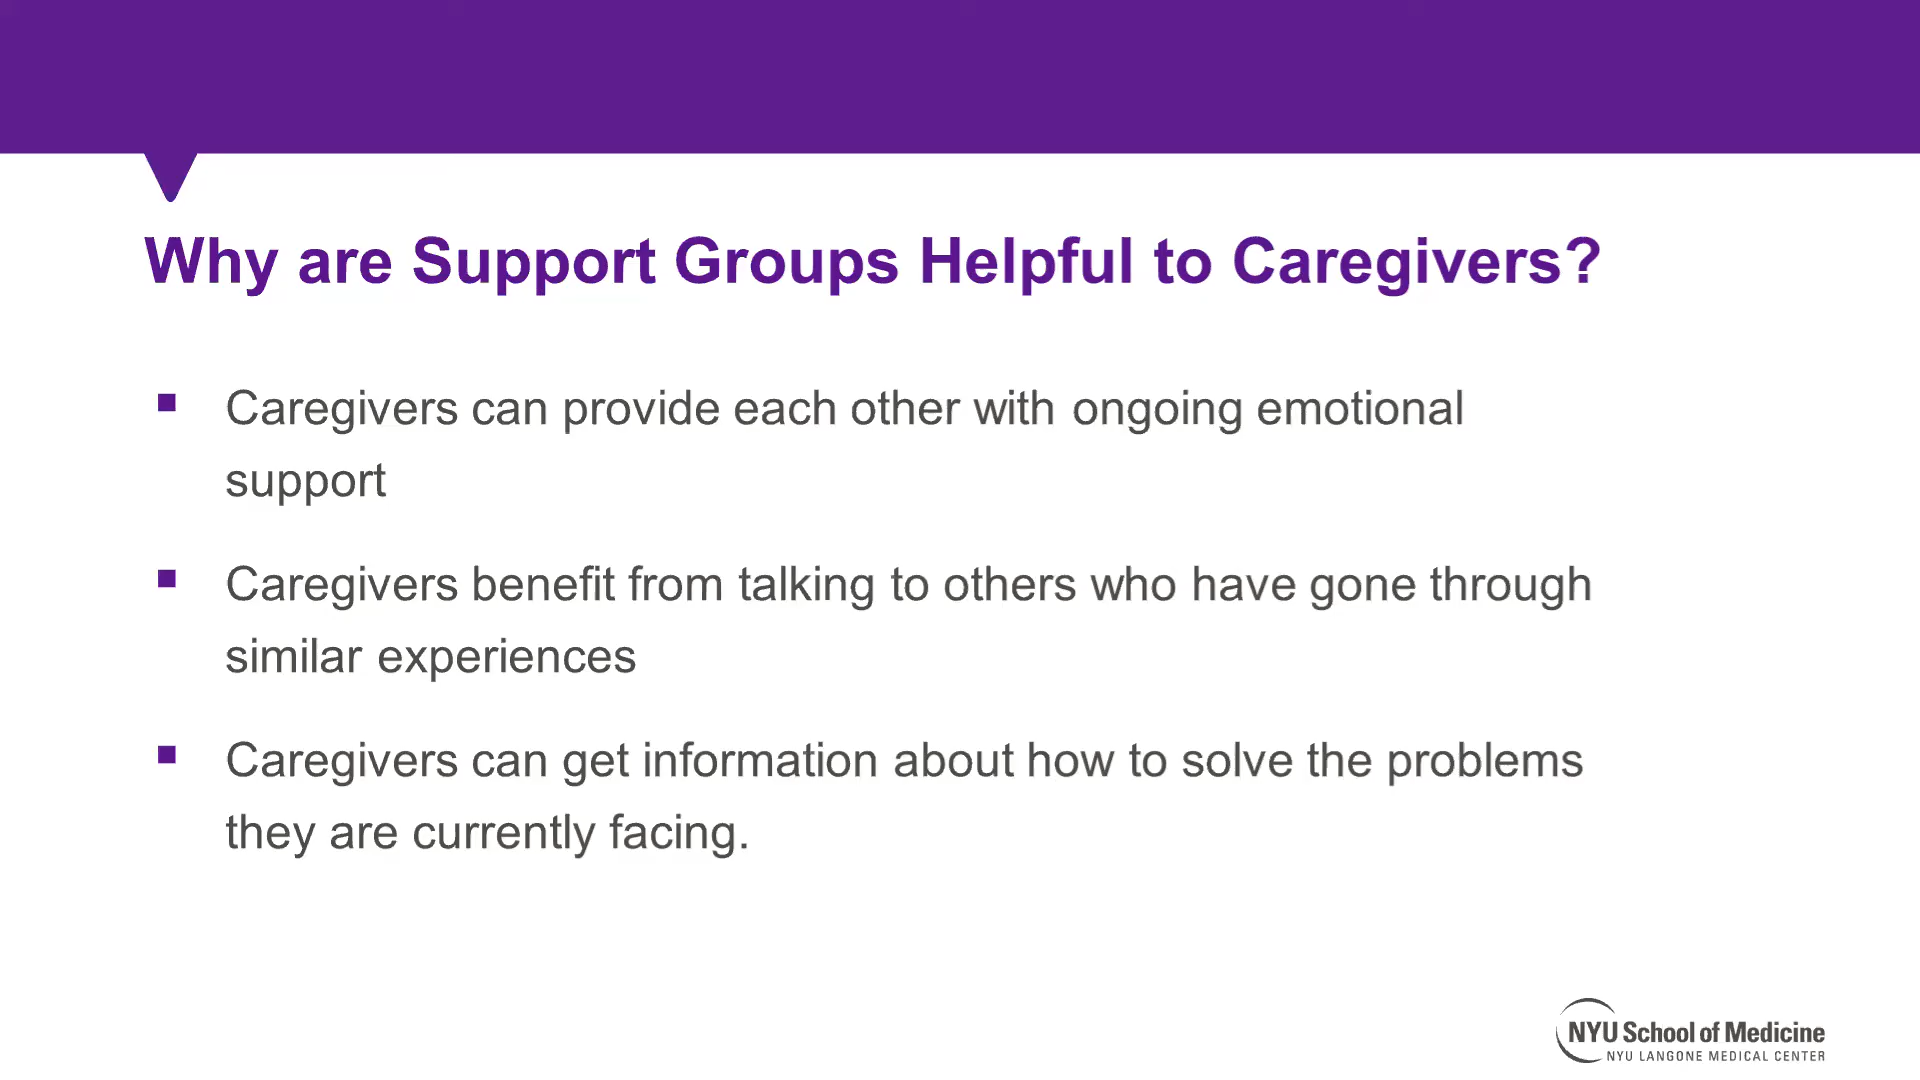 Why are Support Groups Helpful to Caregivers?
Caregivers can provide each other with ongoing emotional
support
Caregivers benefit from talking to others who have gone through
similar experiences
Caregivers can get information about how to solve the problems
they are currently facing.
NYU School of Medicine
NYU LANGONE MEDICAL CENTER